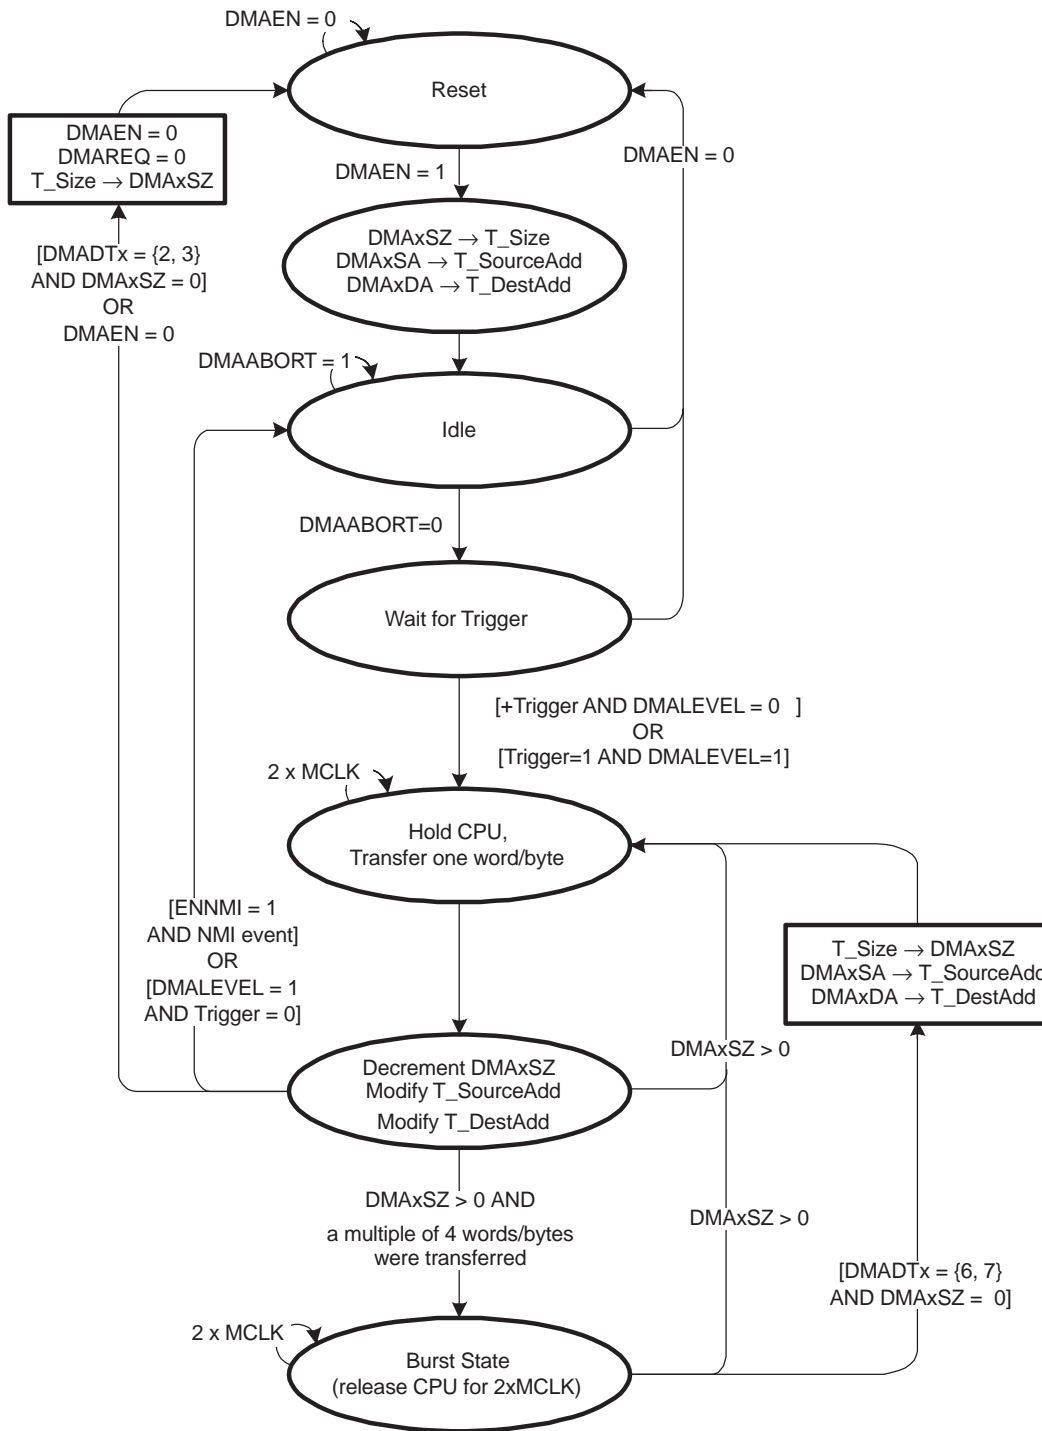 DMAEN = 0
Reset
DMAEN = 0
DMAREQ = 0
T_Size → DMAxSZ
DMAEN = 0
DMAEN = 1
[DMADTx = {2, 3}
AND DMAxSZ = 0]
OR
DMAEN = 0
DMAxSZ → T_Size
DMAxSA → T_SourceAdd
DMAxDA → T_DestAdd
DMAABORT = 1
Idle
DMAABORT=0
Wait for Trigger
[+Trigger AND DMALEVEL = 0 ]
OR
[Trigger=1 AND DMALEVEL=1]
2 x MCLK
Hold CPU,
Transfer one word/byte
[ENNMI = 1
AND NMI event]
OR
[DMALEVEL = 1
AND Trigger = 0]
T_Size → DMAxSZ
DMAxSA → T_SourceAdd
DMAxDA → T_DestAdd
DMAxSZ > 0
Decrement DMAxSZ
Modify T_SourceAdd
Modify T_DestAdd
DMAxSZ > 0 AND
a multiple of 4 words/bytes
were transferred
DMAxSZ > 0
[DMADTx = {6, 7}
AND DMAxSZ = 0]
2 x MCLK
Burst State
(release CPU for 2xMCLK)